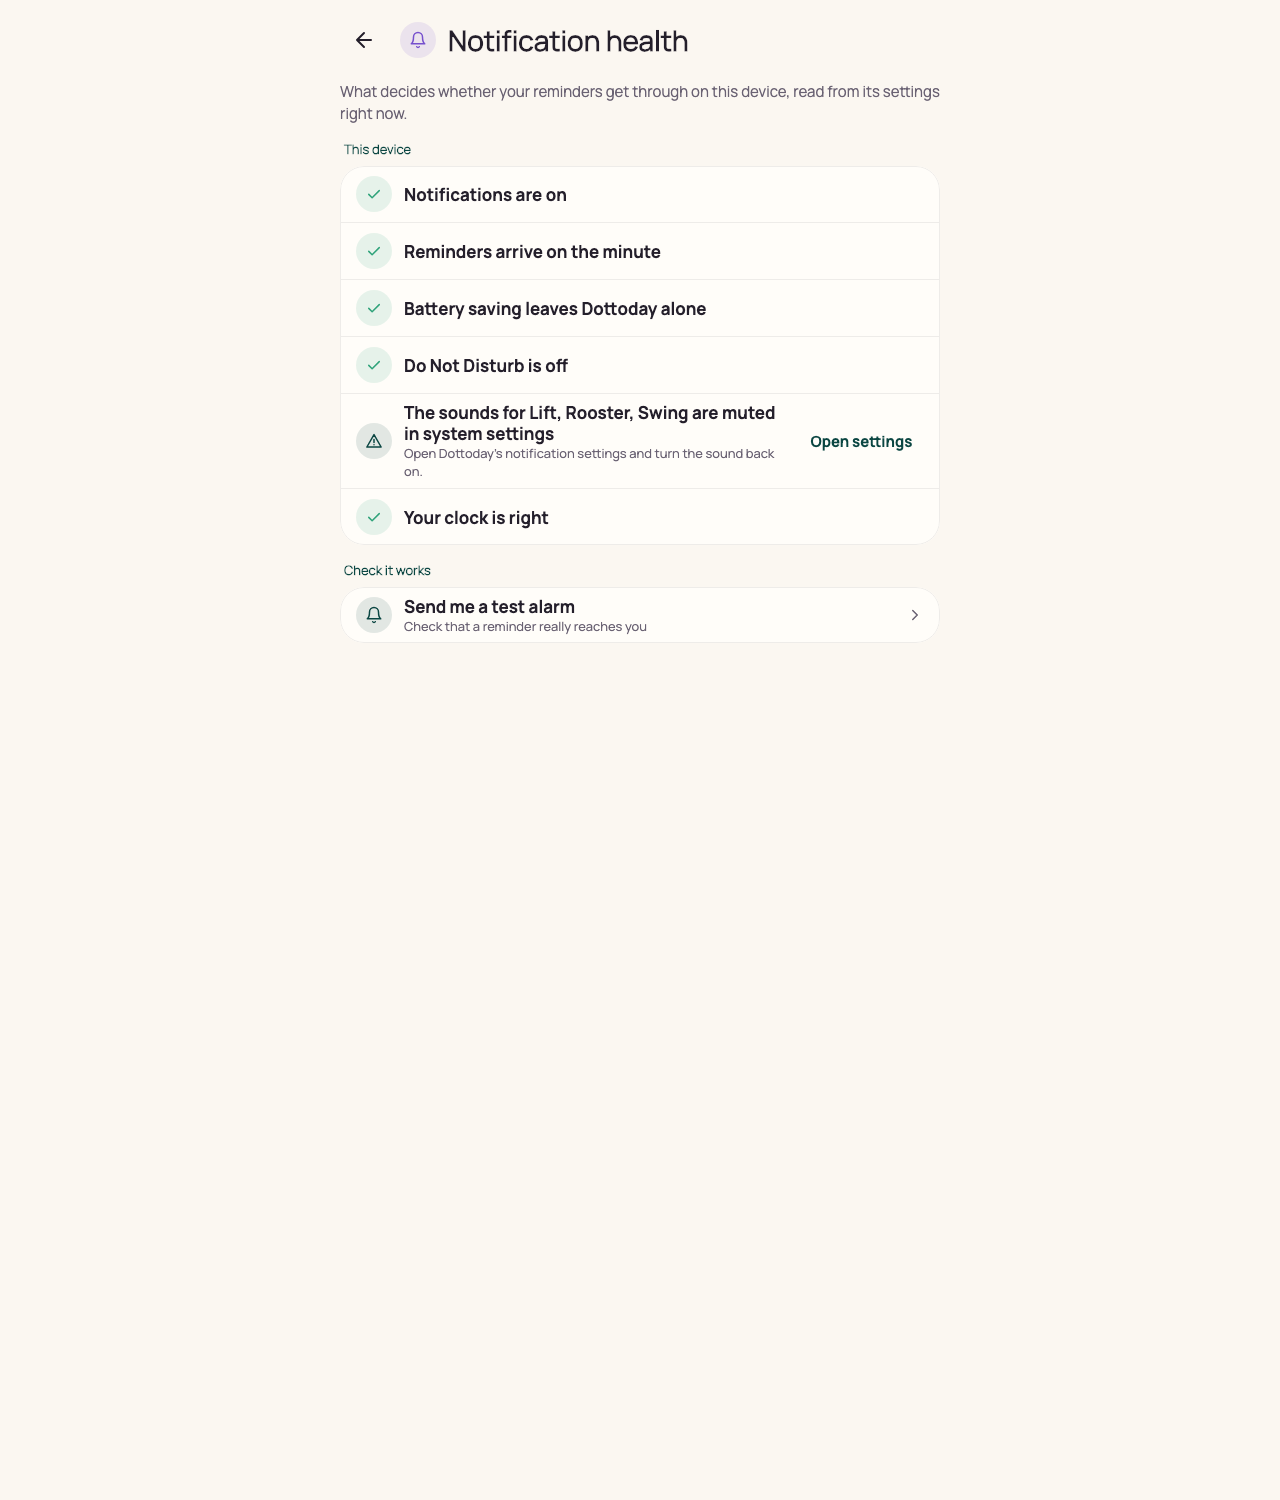 Notification health
What decides whether your reminders get through on this device, read from its settings
right now.
This device
Notifications are on
Reminders arrive on the minute
Battery saving leaves Dottoday alone
Do Not Disturb is off
The sounds for Lift, Rooster, Swing are muted
in system settings
Open Dottoday's notification settings and turn the sound back
on.
Open settings
Your clock is right
Check it works
Send me a test alarm
Check that a reminder really reaches you